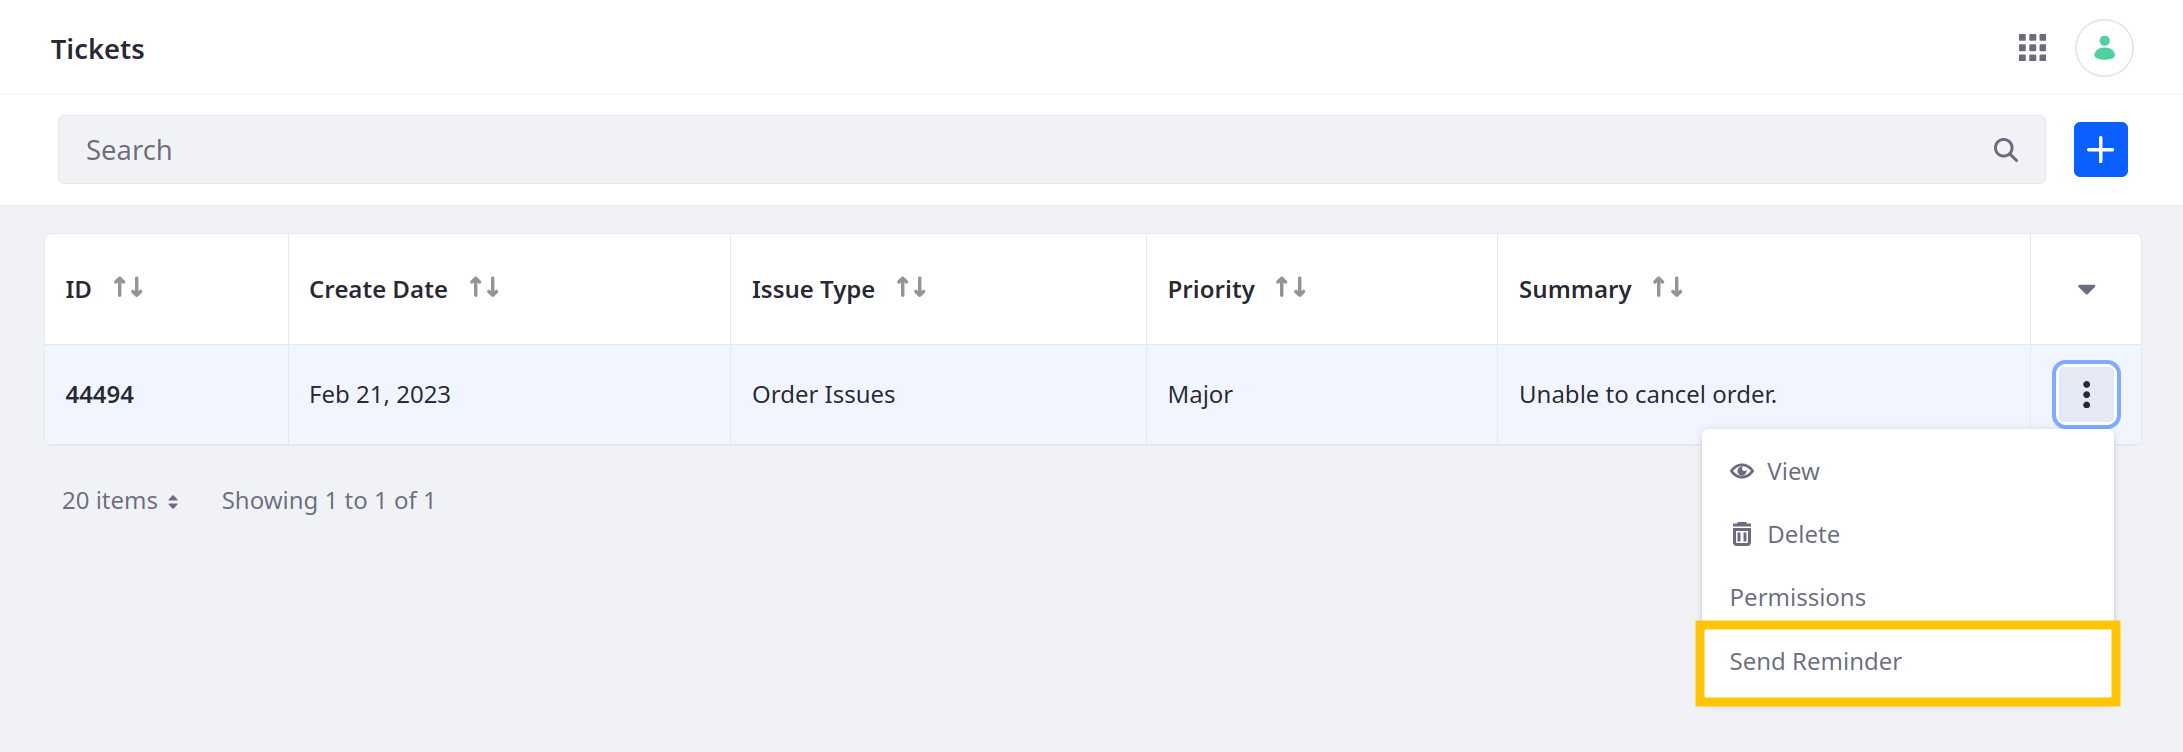 Tickets
Search
ID Create Date Issue Type Priority Summary
44494 Feb 21, 2023 Order Issues Major Unable to cancel order.
View
20 items Showing 1 to 1 of 1
Delete
Permissions
Send Reminder